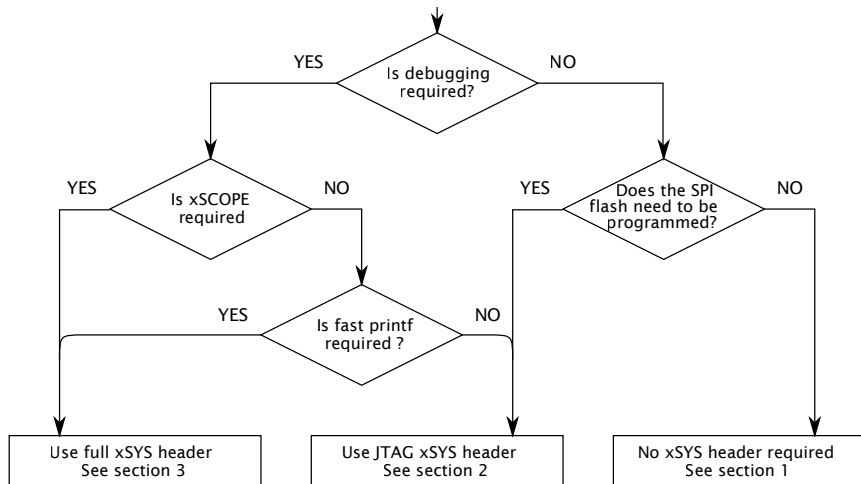 YES
NO
Is debugging
required?
YES
NO
YES
NO
Is xSCOPE
required
Does the SPI
flash need to be
programmed?
YES
NO
Is fast printf
required ?
Use full xSYS header
See section 3
Use JTAG xSYS header
See section 2
No xSYS header required
See section 1